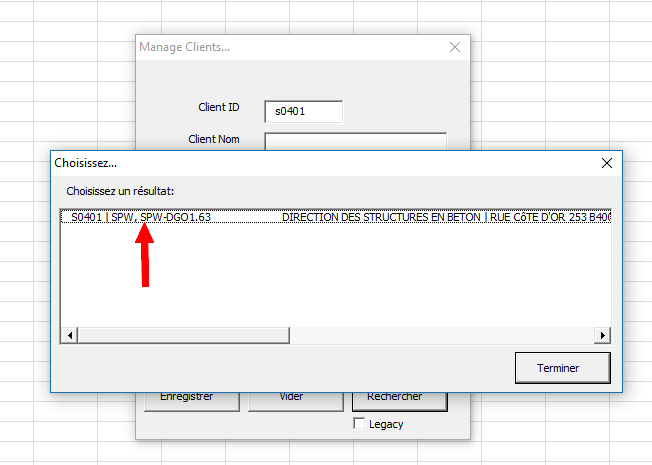 Manage Clients...
Client ID s0401
Client Nom
Choisissez...
Choisissez un résultat:
S0401 | SPW, SPW-DGO1.63 DIRECTION DES STRUCTURES EN BETON | RUE CÔTE D'OR 253 B40
Terminer
Enregistrer Vider Rechercher
Legacy